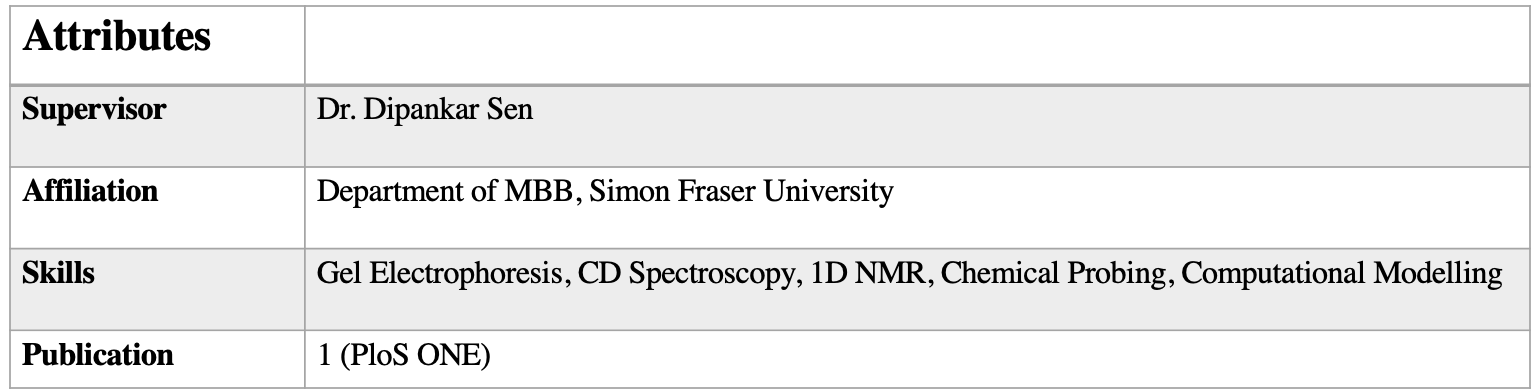 Attributes
Supervisor Dr. Dipankar Sen
Affiliation Department of MBB, Simon Fraser University
Skills Gel Electrophoresis, CD Spectroscopy, 1D NMR, Chemical Probing, Computational Modelling
Publication 1 (PloS ONE)